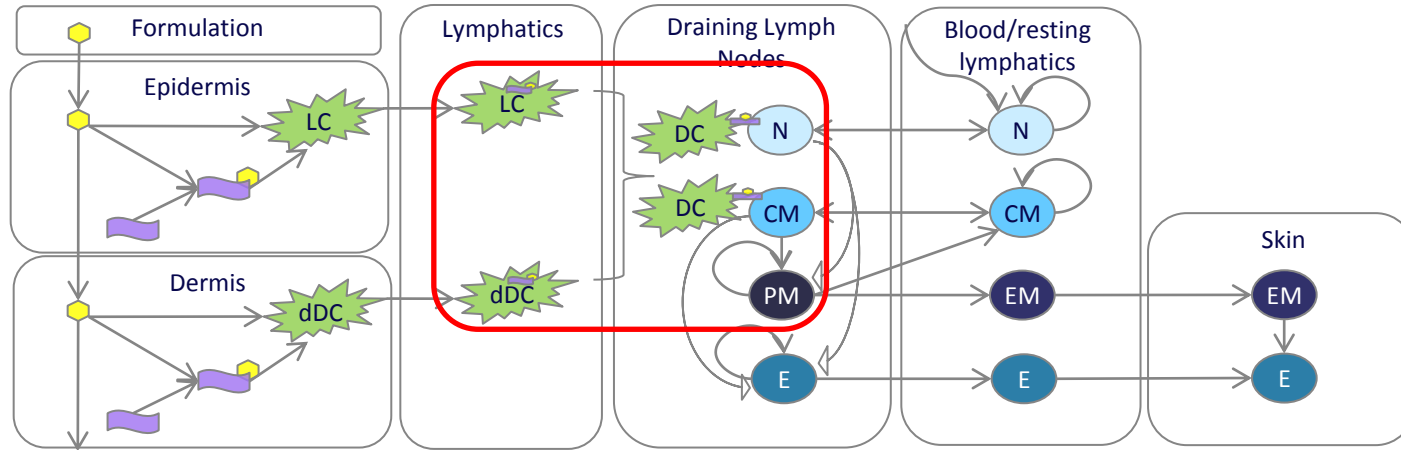 Formulation
Epidermis
LC
Dermis
dDC
Lymphatics
LC
dDC
Draining Lymph
Nodes
DC
N
DC
CM
PM
E
Blood/resting
lymphatics
N
CM
EM
E
Skin
EM
E